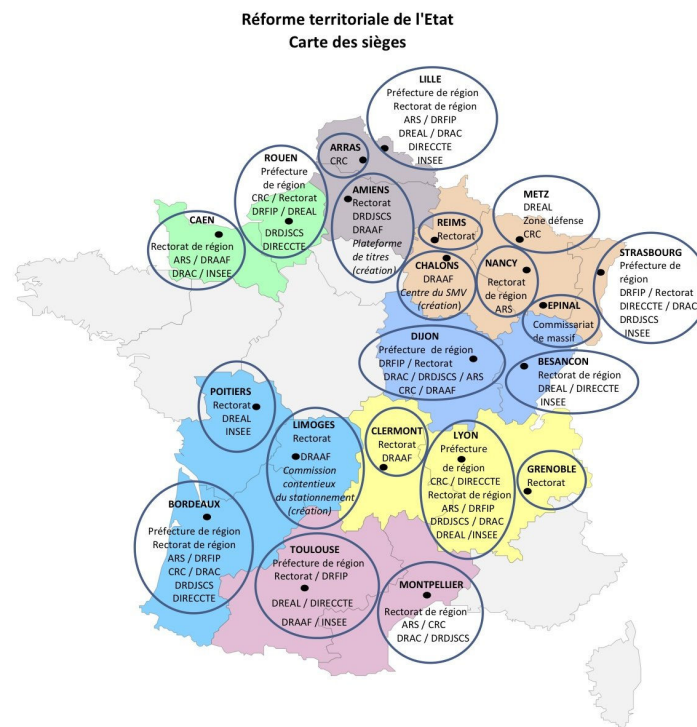 Réforme territoriale de l'Etat
Carte des sièges
LILLE
Préfecture de région
Rectorat de région
ARS / DRFIP
DREAL / DRAC
DIRECCTE
INSEE
ARRAS
CRC
ROUEN
Préfecture
de région
CRC / Rectorat
DRFIP / DREAL
DRDJSCS
DIRECCTE
AMIENS
Rectorat
DRDJSCS
DRAAF
Plateforme
de titres
(création)
CAEN
Rectorat de région
ARS / DRAAF
DRAC / INSEE
METZ
DREAL
Zone défense
CRC
REIMS
Rectorat
CHALONS
DRAAF
Centre du SMV
(création)
NANCY
Rectorat
de région
ARS
STRASBOURG
Préfecture de
région
DRFIP / Rectorat
DIRECCTE / DRAC
DRDJSCS
INSEE
EPINAL
Commissariat
de massif
DIJON
Préfecture de région
DRFIP / Rectorat
DRAC / DRDJSCS / ARS
CRC / DRAAF
BESANCON
Rectorat de région
DREAL / DIRECCTE
INSEE
POITIERS
Rectorat
DREAL
INSEE
LIMOGES
Rectorat
DRAAF
Commission
contentieux
du stationnement
(création)
CLERMONT
Rectorat
DRAAF
LYON
Préfecture
de région
CRC / DIRECCTE
Rectorat de région
ARS / DRFIP
DRDJSCS / DRAC
DREAL /INSEE
GRENOBLE
Rectorat
BORDEAUX
Préfecture de région
Rectorat de région
ARS / DRFIP
CRC / DRAC
DRDJSCS
DIRECCTE
TOULOUSE
Préfecture de région
Rectorat / DRFIP
DREAL / DIRECCTE
DRAAF / INSEE
MONTPELLIER
Rectorat de région
ARS / CRC
DRAC / DRDJSCS